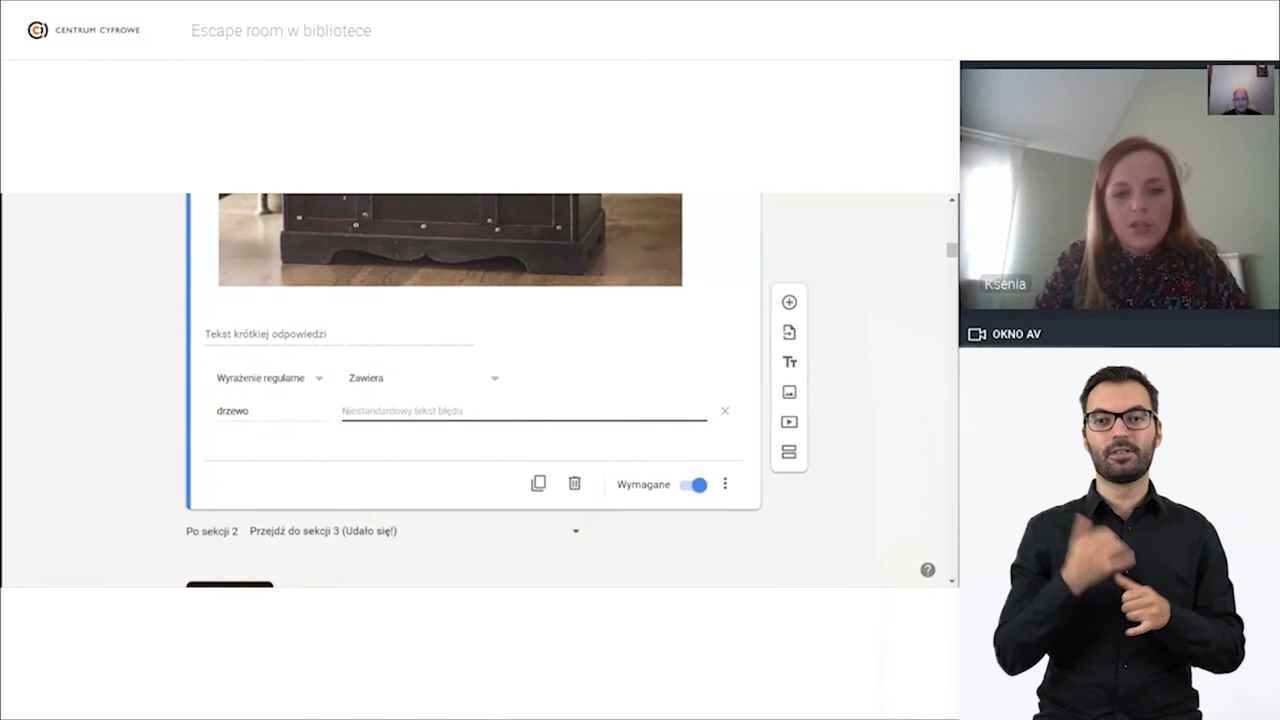 CENTRUM CYFROWE
Escape room w bibliotece
Ksenia
OKNO AV
Tekst krótkiej odpowiedzi
Wyrażenie regularne Zawiera
drzewo Niestandardowy tekst błędu
Wymagane
Po sekcji 2 Przejdź do sekcji 3 (Udało się!)